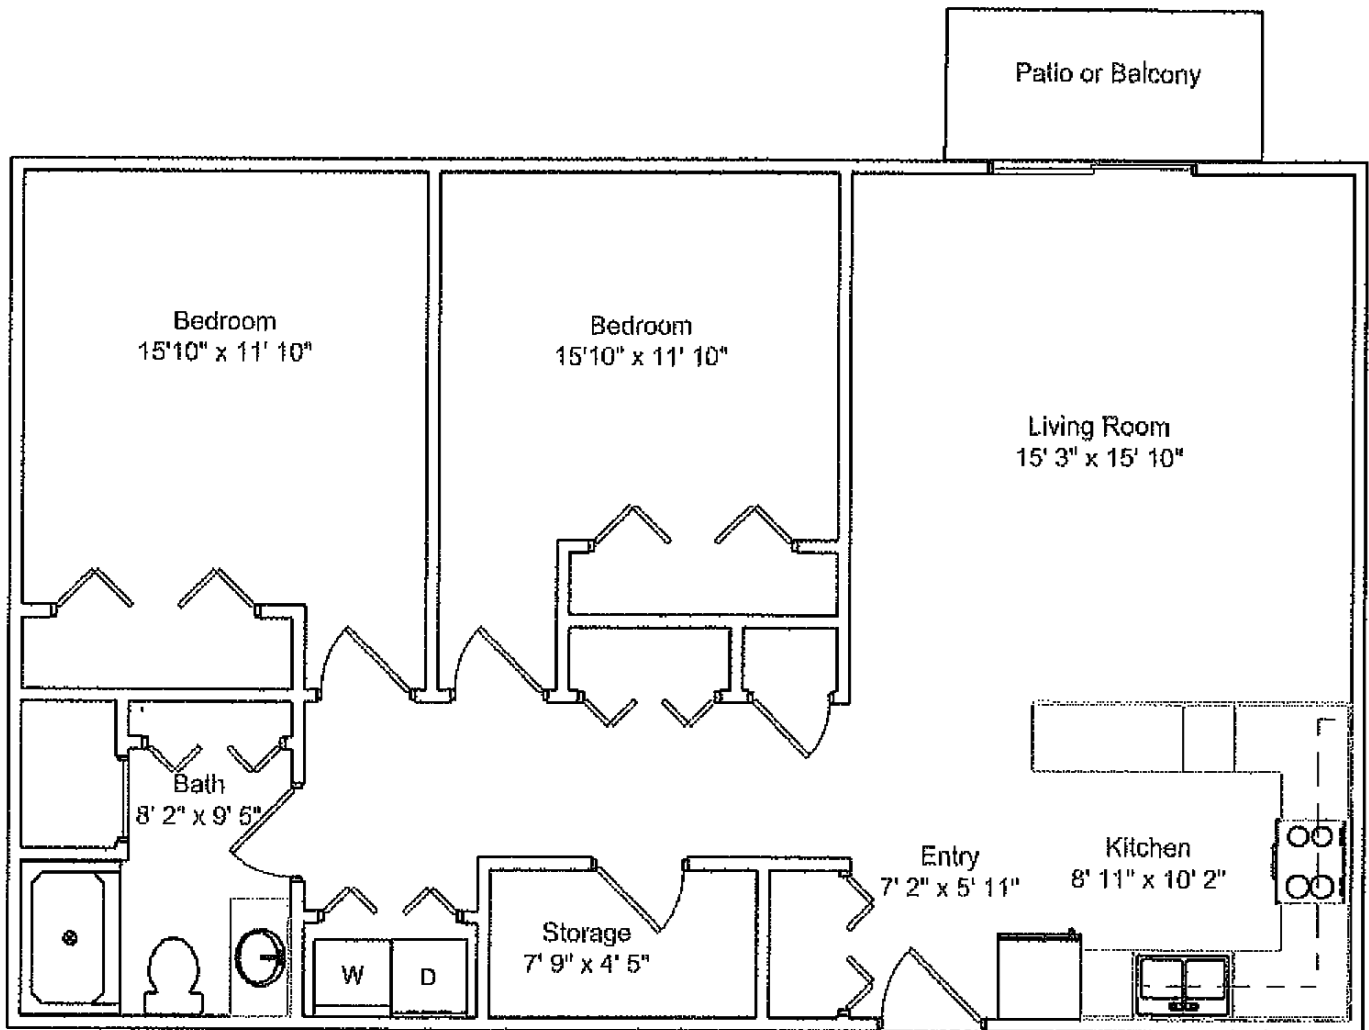 Patio or Balcony
Bedroom
15'10" x 11' 10"
Bedroom
15'10" x 11' 10"
Living Room
15' 3" x 15' 10"
Bath
8' 2" x 9' 6"
Entry
7' 2" x 5' 11"
Kitchen
8' 11" x 10' 2"
Storage
7' 9" x 4' 5"
W
D